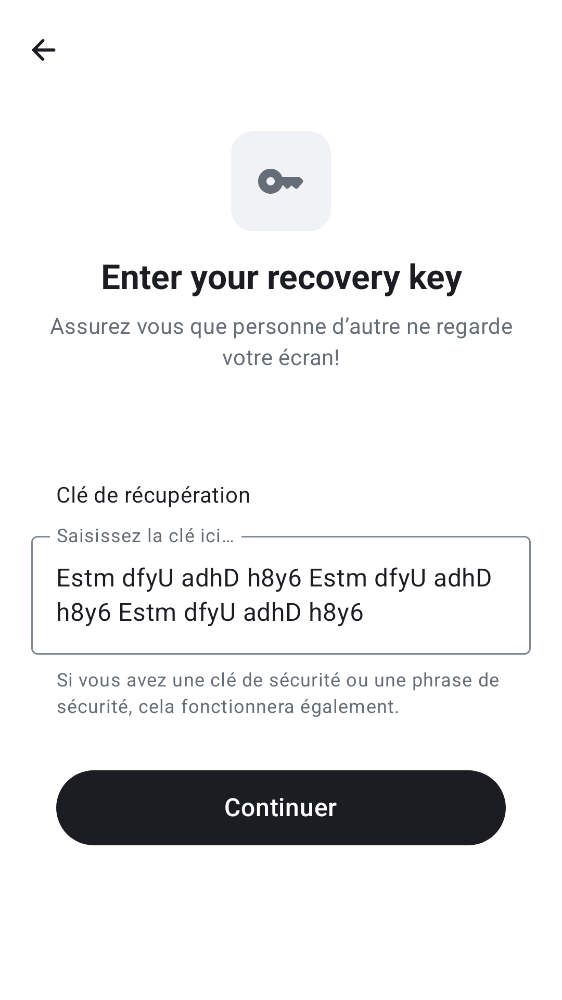 Enter your recovery key
Assurez vous que personne d’autre ne regarde
votre écran!
Clé de récupération
Saisissez la clé ici…
Estm dfyU adhD h8y6 Estm dfyU adhD
h8y6 Estm dfyU adhD h8y6
Si vous avez une clé de sécurité ou une phrase de
sécurité, cela fonctionnera également.
Continuer